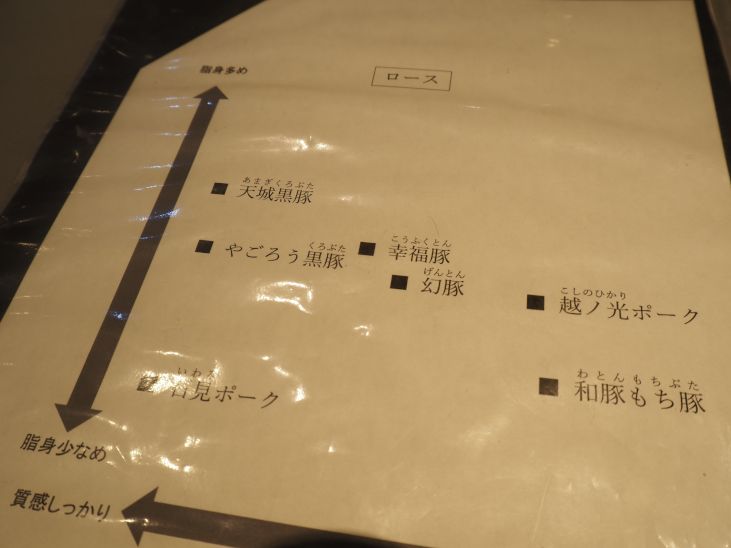 脂身多め
ロース
あまぎくろぶた
天城黒豚
くろぶた
やごろう黒豚
こうふくとん
幸福豚
げんとん
幻豚
こしのひかり
越ノ光ポーク
いわみ
石見ポーク
わとんもちぶた
和豚もち豚
脂身少なめ
質感しっかり